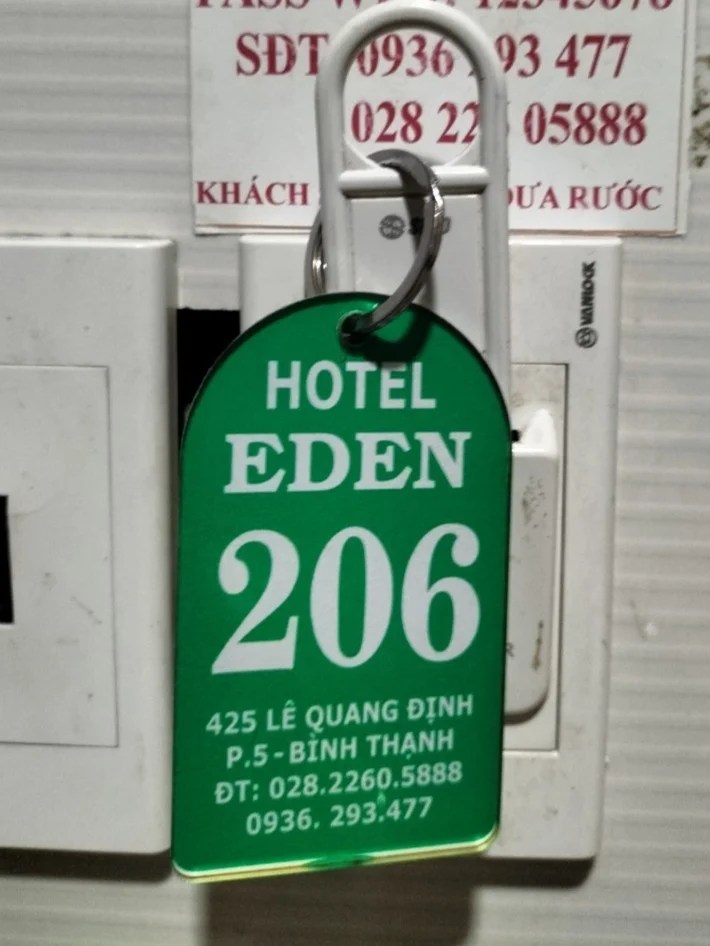 SĐT 0936 93 477
028 22 05888
KHÁCH ĐƯA RƯỚC
VANLOCK
HOTEL
EDEN
206
425 LÊ QUANG ĐỊNH
P.5 - BÌNH THẠNH
ĐT: 028.2260.5888
0936. 293.477